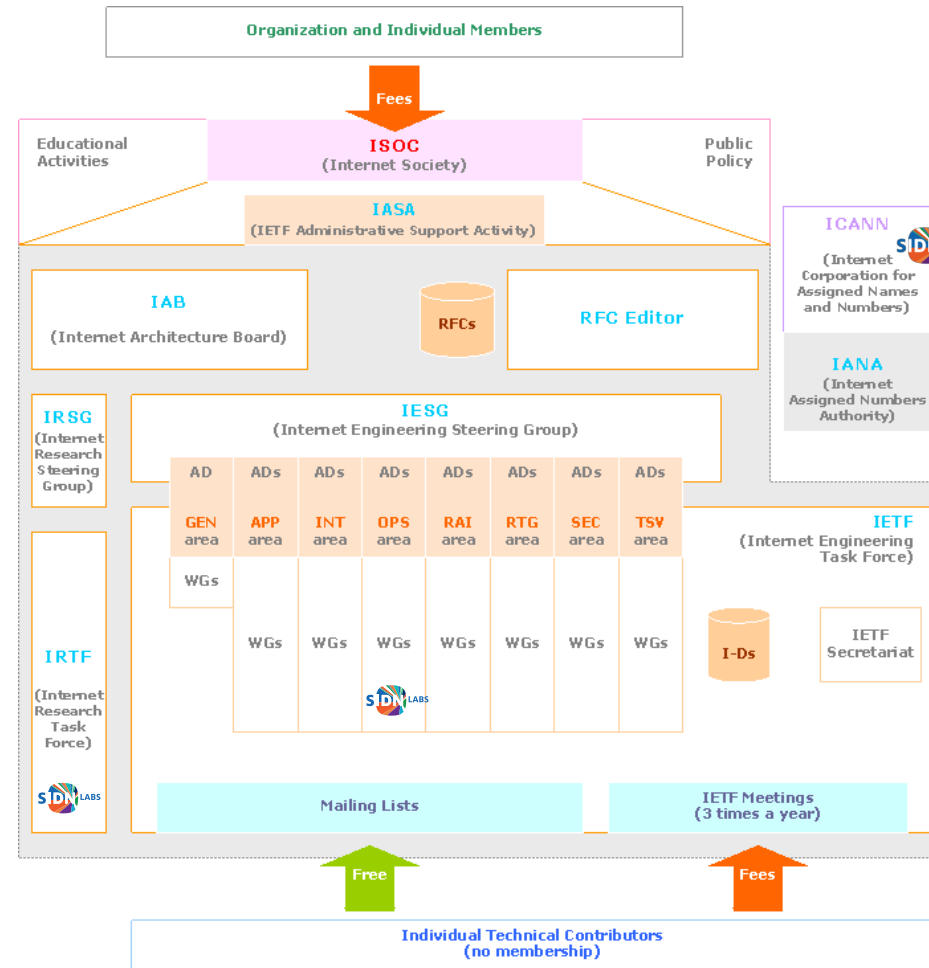 Organization and Individual Members
Fees
Educational
Activities
ISOC
(Internet Society)
Public
Policy
IASA
(IETF Administrative Support Activity)
ICANN
(Internet
Corporation for
Assigned Names
and Numbers)
SID
IAB
(Internet Architecture Board)
RFCs
RFC Editor
IANA
(Internet
Assigned Numbers
Authority)
IRSG
(Internet
Research
Steering
Group)
IESG
(Internet Engineering Steering Group)
AD ADs ADs ADs ADs ADs ADs ADs
GEN APP INT OPS RAI RTG SEC TSV
area area area area area area area area
IETF
(Internet Engineering
Task Force)
WGs
WGs WGs WGs WGs WGs WGs WGs
I-Ds
IETF
Secretariat
IRTF
(Internet
Research
Task
Force)
SIDN LABS
SIDN LABS
Mailing Lists
IETF Meetings
(3 times a year)
Free
Fees
Individual Technical Contributors
(no membership)